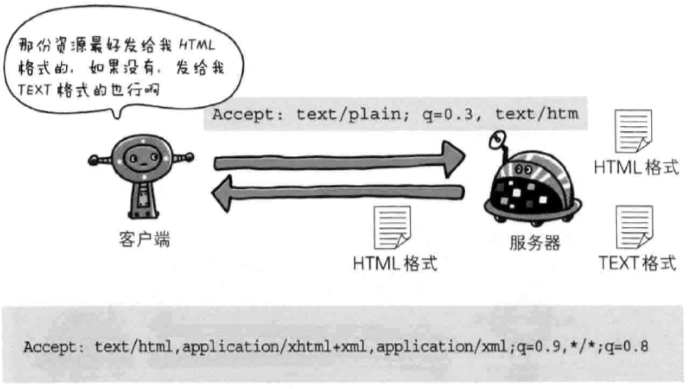 那份资源最好发给我 HTML
格式的，如果没有，发给我
TEXT 格式的也行啊
Accept: text/plain; q=0.3, text/htm
HTML格式
客户端
服务器
HTML格式
TEXT格式
Accept: text/html,application/xhtml+xml,application/xml;q=0.9,*/*;q=0.8